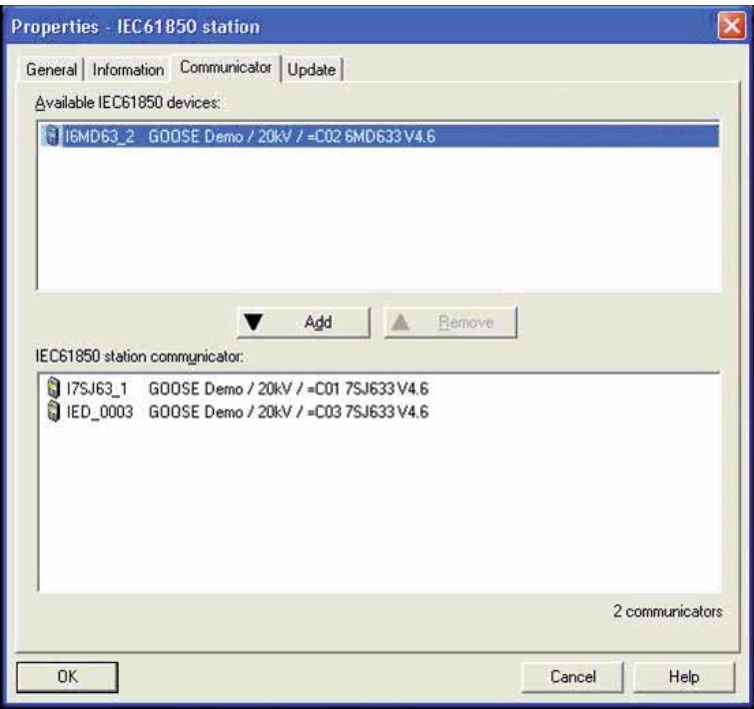 Properties - IEC61850 station
General Information Communicator Update
Available IEC61850 devices:
I6MD63_2 GOOSE Demo / 20kV / =C02 6MD633 V4.6
Add Remove
IEC61850 station communicator:
I7SJ63_1 GOOSE Demo / 20kV / =C01 7SJ633 V4.6
IED_0003 GOOSE Demo / 20kV / =C03 7SJ633 V4.6
2 communicators
OK Cancel Help